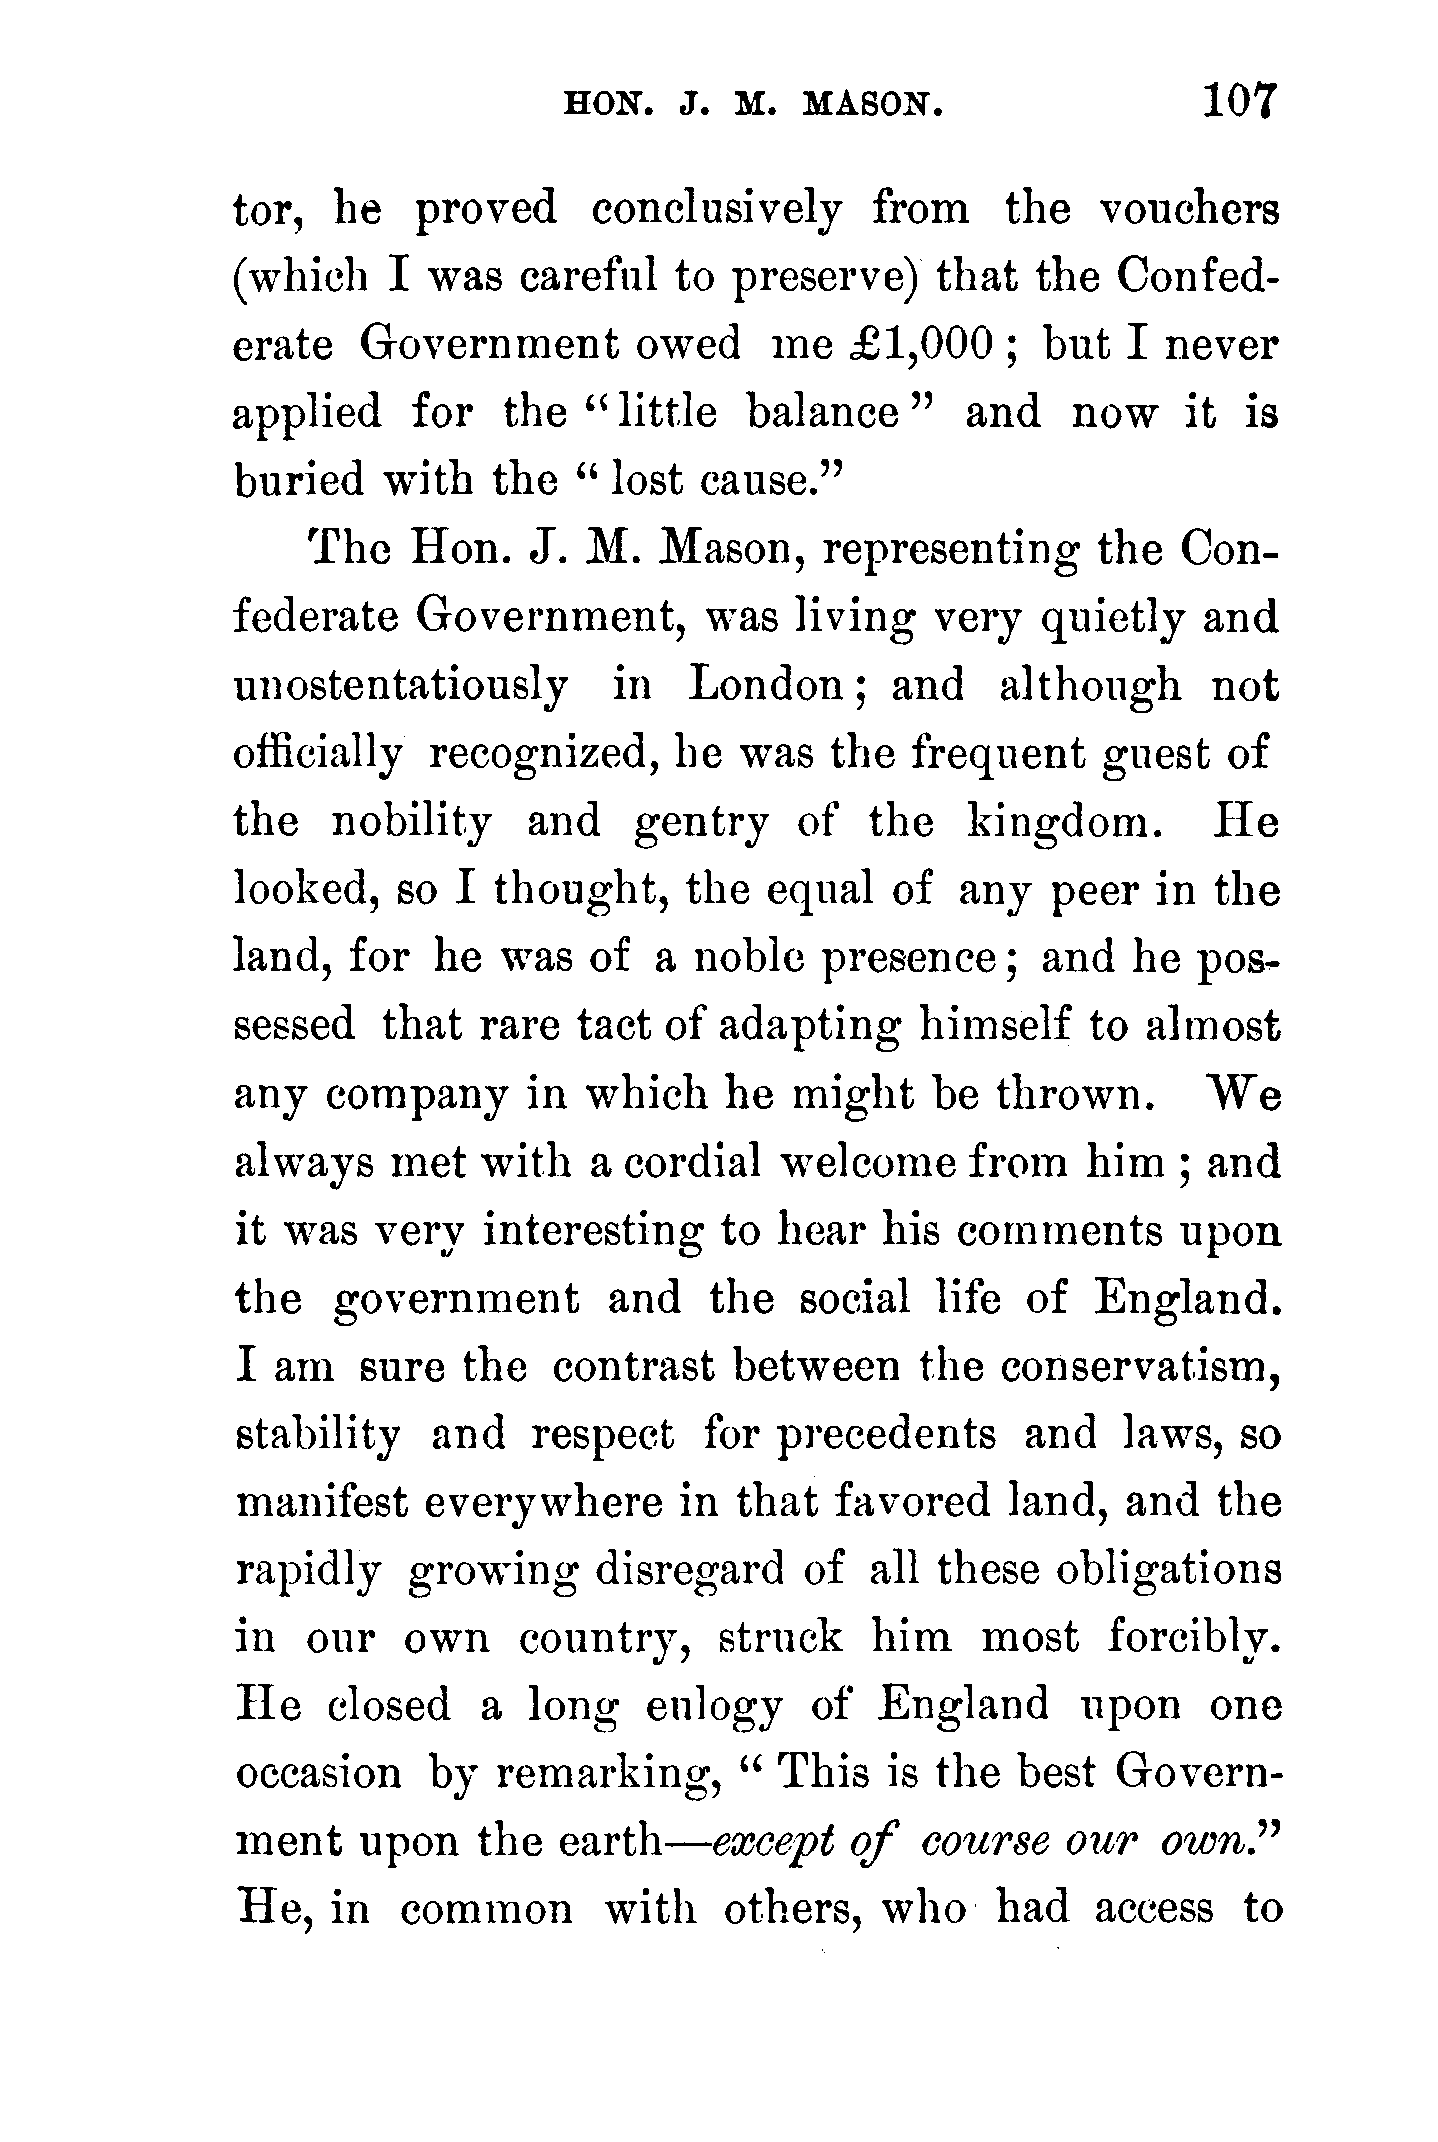 HON. J. M. MASON. 107
tor, he proved conclusively from the vouchers
(which I was careful to preserve) that the Confed-
erate Government owed me £1,000 ; but I never
applied for the “little balance” and now it is
buried with the “ lost cause.”
The Hon. J. M. Mason, representing the Con-
federate Government, was living very quietly and
unostentatiously in London ; and although not
officially recognized, he was the frequent guest of
the nobility and gentry of the kingdom. He
looked, so I thought, the equal of any peer in the
land, for he was of a noble presence ; and he pos-
sessed that rare tact of adapting himself to almost
any company in which he might be thrown. We
always met with a cordial welcome from him ; and
it was very interesting to hear his comments upon
the government and the social life of England.
I am sure the contrast between the conservatism,
stability and respect for precedents and laws, so
manifest everywhere in that favored land, and the
rapidly growing disregard of all these obligations
in our own country, struck him most forcibly.
He closed a long eulogy of England upon one
occasion by remarking, “ This is the best Govern-
ment upon the earth—except of course our own.”
He, in common with others, who had access to